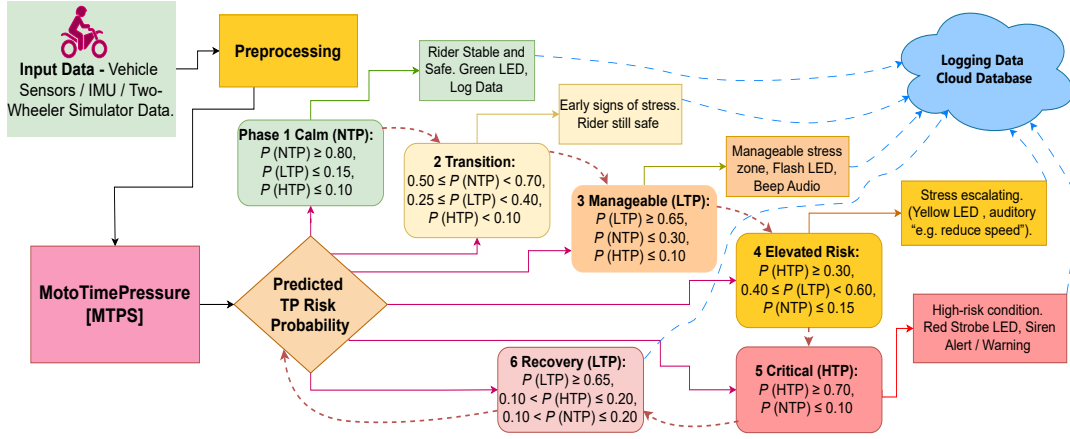 Input Data - Vehicle
Sensors / IMU / Two-
Wheeler Simulator Data.
Preprocessing
Rider Stable and
Safe. Green LED,
Log Data
Logging Data
Cloud Database
Phase 1 Calm (NTP):
P (NTP) ≥ 0.80,
P (LTP) ≤ 0.15,
P (HTP) ≤ 0.10
Early signs of stress.
Rider still safe
2 Transition:
0.50 ≤ P (NTP) < 0.70,
0.25 ≤ P (LTP) < 0.40,
P (HTP) < 0.10
Manageable stress
zone, Flash LED,
Beep Audio
3 Manageable (LTP):
P (LTP) ≥ 0.65,
P (NTP) ≤ 0.30,
P (HTP) ≤ 0.10
Stress escalating.
(Yellow LED , auditory
“e.g. reduce speed”).
4 Elevated Risk:
P (HTP) ≥ 0.30,
0.40 ≤ P (LTP) < 0.60,
P (NTP) ≤ 0.15
MotoTimePressure
[MTPS]
Predicted
TP Risk
Probability
High-risk condition.
Red Strobe LED, Siren
Alert / Warning
6 Recovery (LTP):
P (LTP) ≥ 0.65,
0.10 < P (HTP) ≤ 0.20,
0.10 < P (NTP) ≤ 0.20
5 Critical (HTP):
P (HTP) ≥ 0.70,
P (NTP) ≤ 0.10